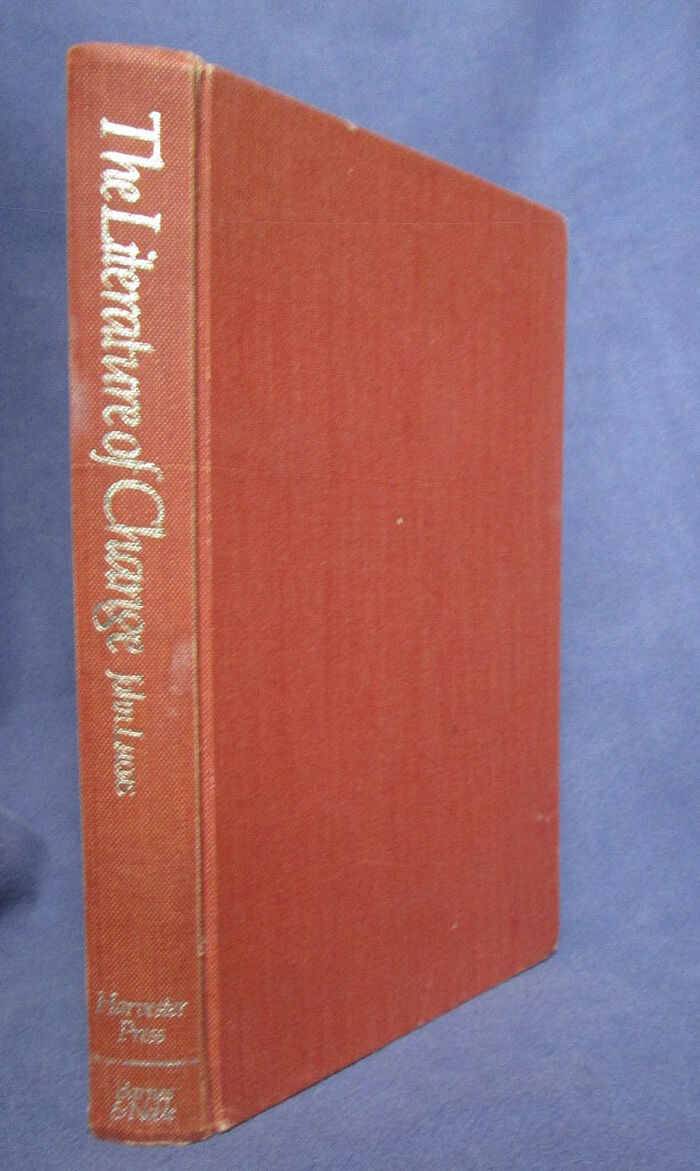 The Literature of Change John Lucas
Harvester
Press
Barnes
& Noble